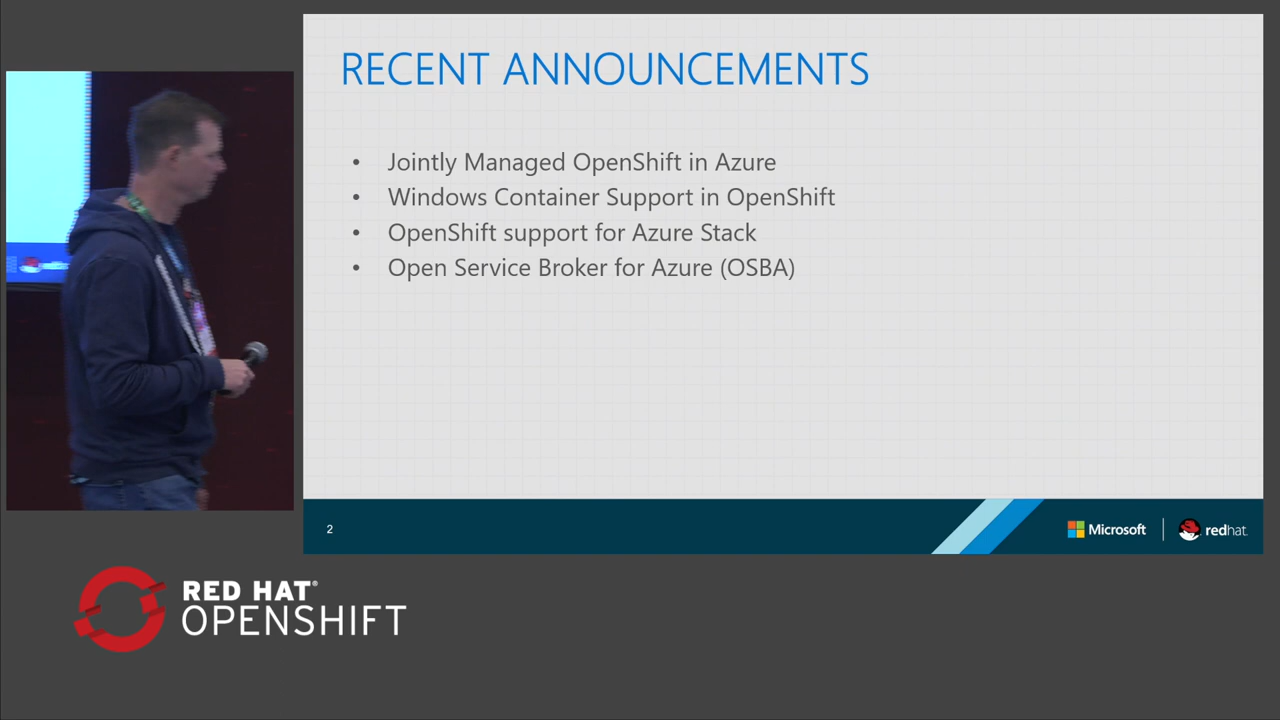 RECENT ANNOUNCEMENTS
• Jointly Managed OpenShift in Azure
• Windows Container Support in OpenShift
• OpenShift support for Azure Stack
• Open Service Broker for Azure (OSBA)
2
Microsoft
redhat.
RED HAT®
OPENSHIFT